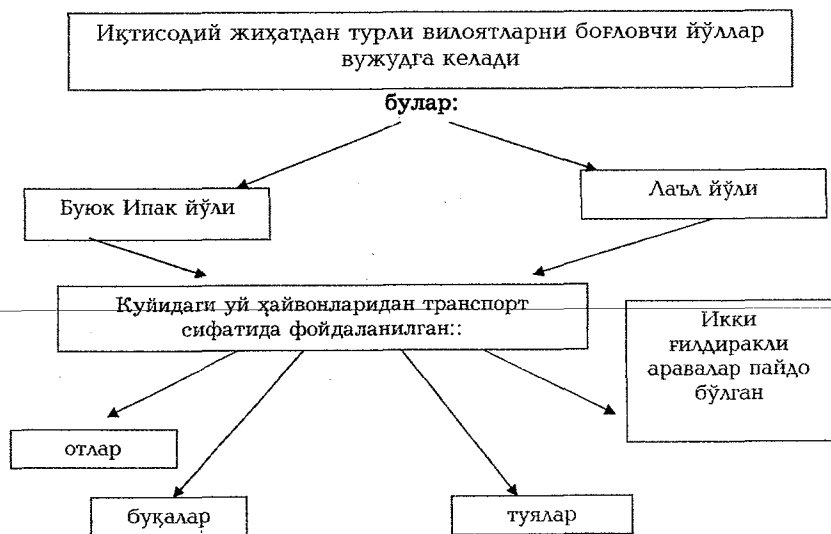 Иқтисодий жиҳатдан турли вилоятларни боғловчи йўллар
вужудга келади
булар:
Буюк Ипак йўли
Лаъл йўли
Қуйидаги уй ҳайвонларидан транспорт
сифатида фойдаланилган::
Икки
ғилдиракли
аравалар пайдо
бўлган
отлар
буқалар
туялар